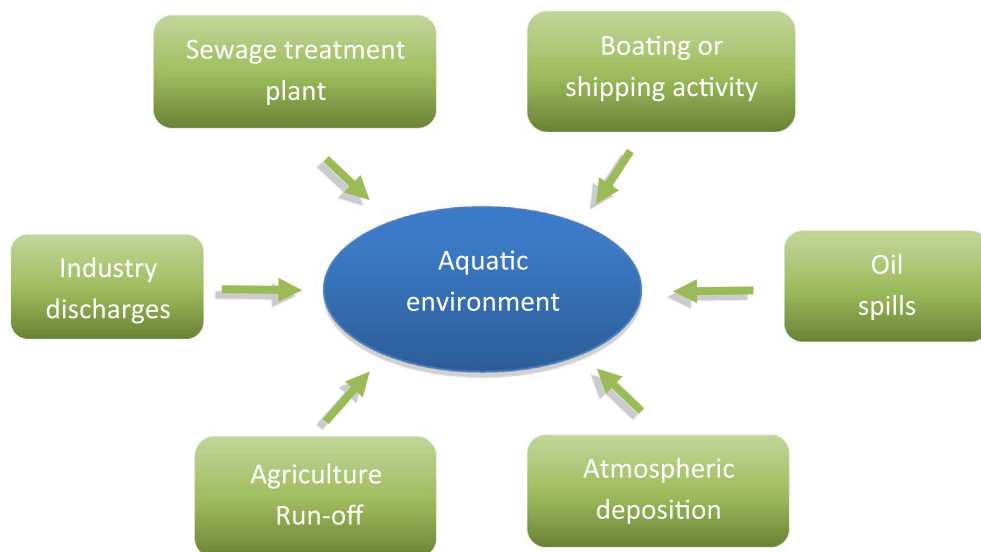 Sewage treatment
plant
Boating or
shipping activity
Industry
discharges
Aquatic
environment
Oil
spills
Agriculture
Run-off
Atmospheric
deposition